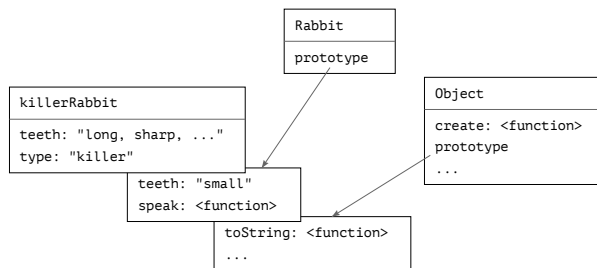 Rabbit
prototype
killerRabbit
teeth: "long, sharp, ..."
type: "killer"
Object
create: <function>
prototype
...
teeth: "small"
speak: <function>
toString: <function>
...